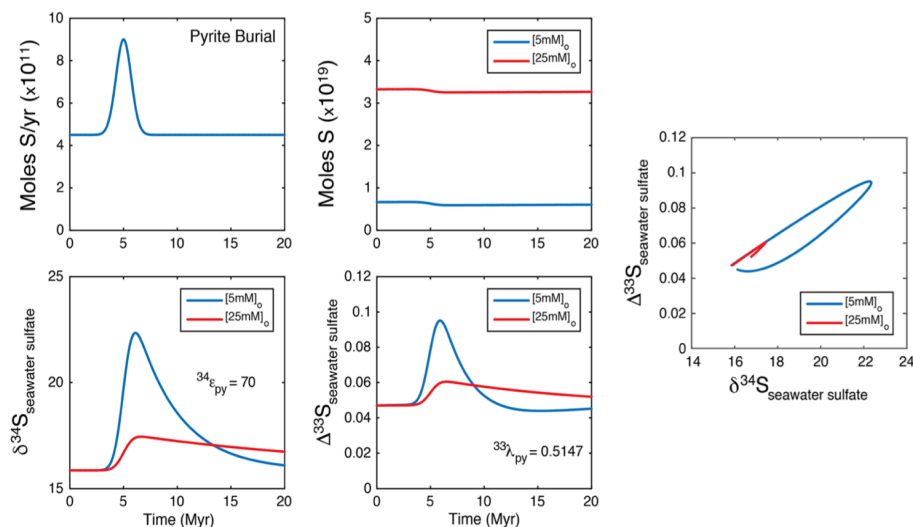 Pyrite Burial
Moles S/yr (x10¹¹)
10
8
6
4
2
0
0 5 10 15 20
Moles S (x10¹⁹)
5
4
3
2
1
0
[5mM]ₒ
[25mM]ₒ
0 5 10 15 20
δ³⁴S seawater sulfate
25
20
15
[5mM]ₒ
[25mM]ₒ
³⁴ε py = 70
0 5 10 15 20
Time (Myr)
Δ³³S seawater sulfate
0.12
0.1
0.08
0.06
0.04
0.02
0
[5mM]ₒ
[25mM]ₒ
³³λ py = 0.5147
0 5 10 15 20
Time (Myr)
Δ³³S seawater sulfate
0.12
0.1
0.08
0.06
0.04
0.02
0
[5mM]ₒ
[25mM]ₒ
14 16 18 20 22 24
δ³⁴S seawater sulfate